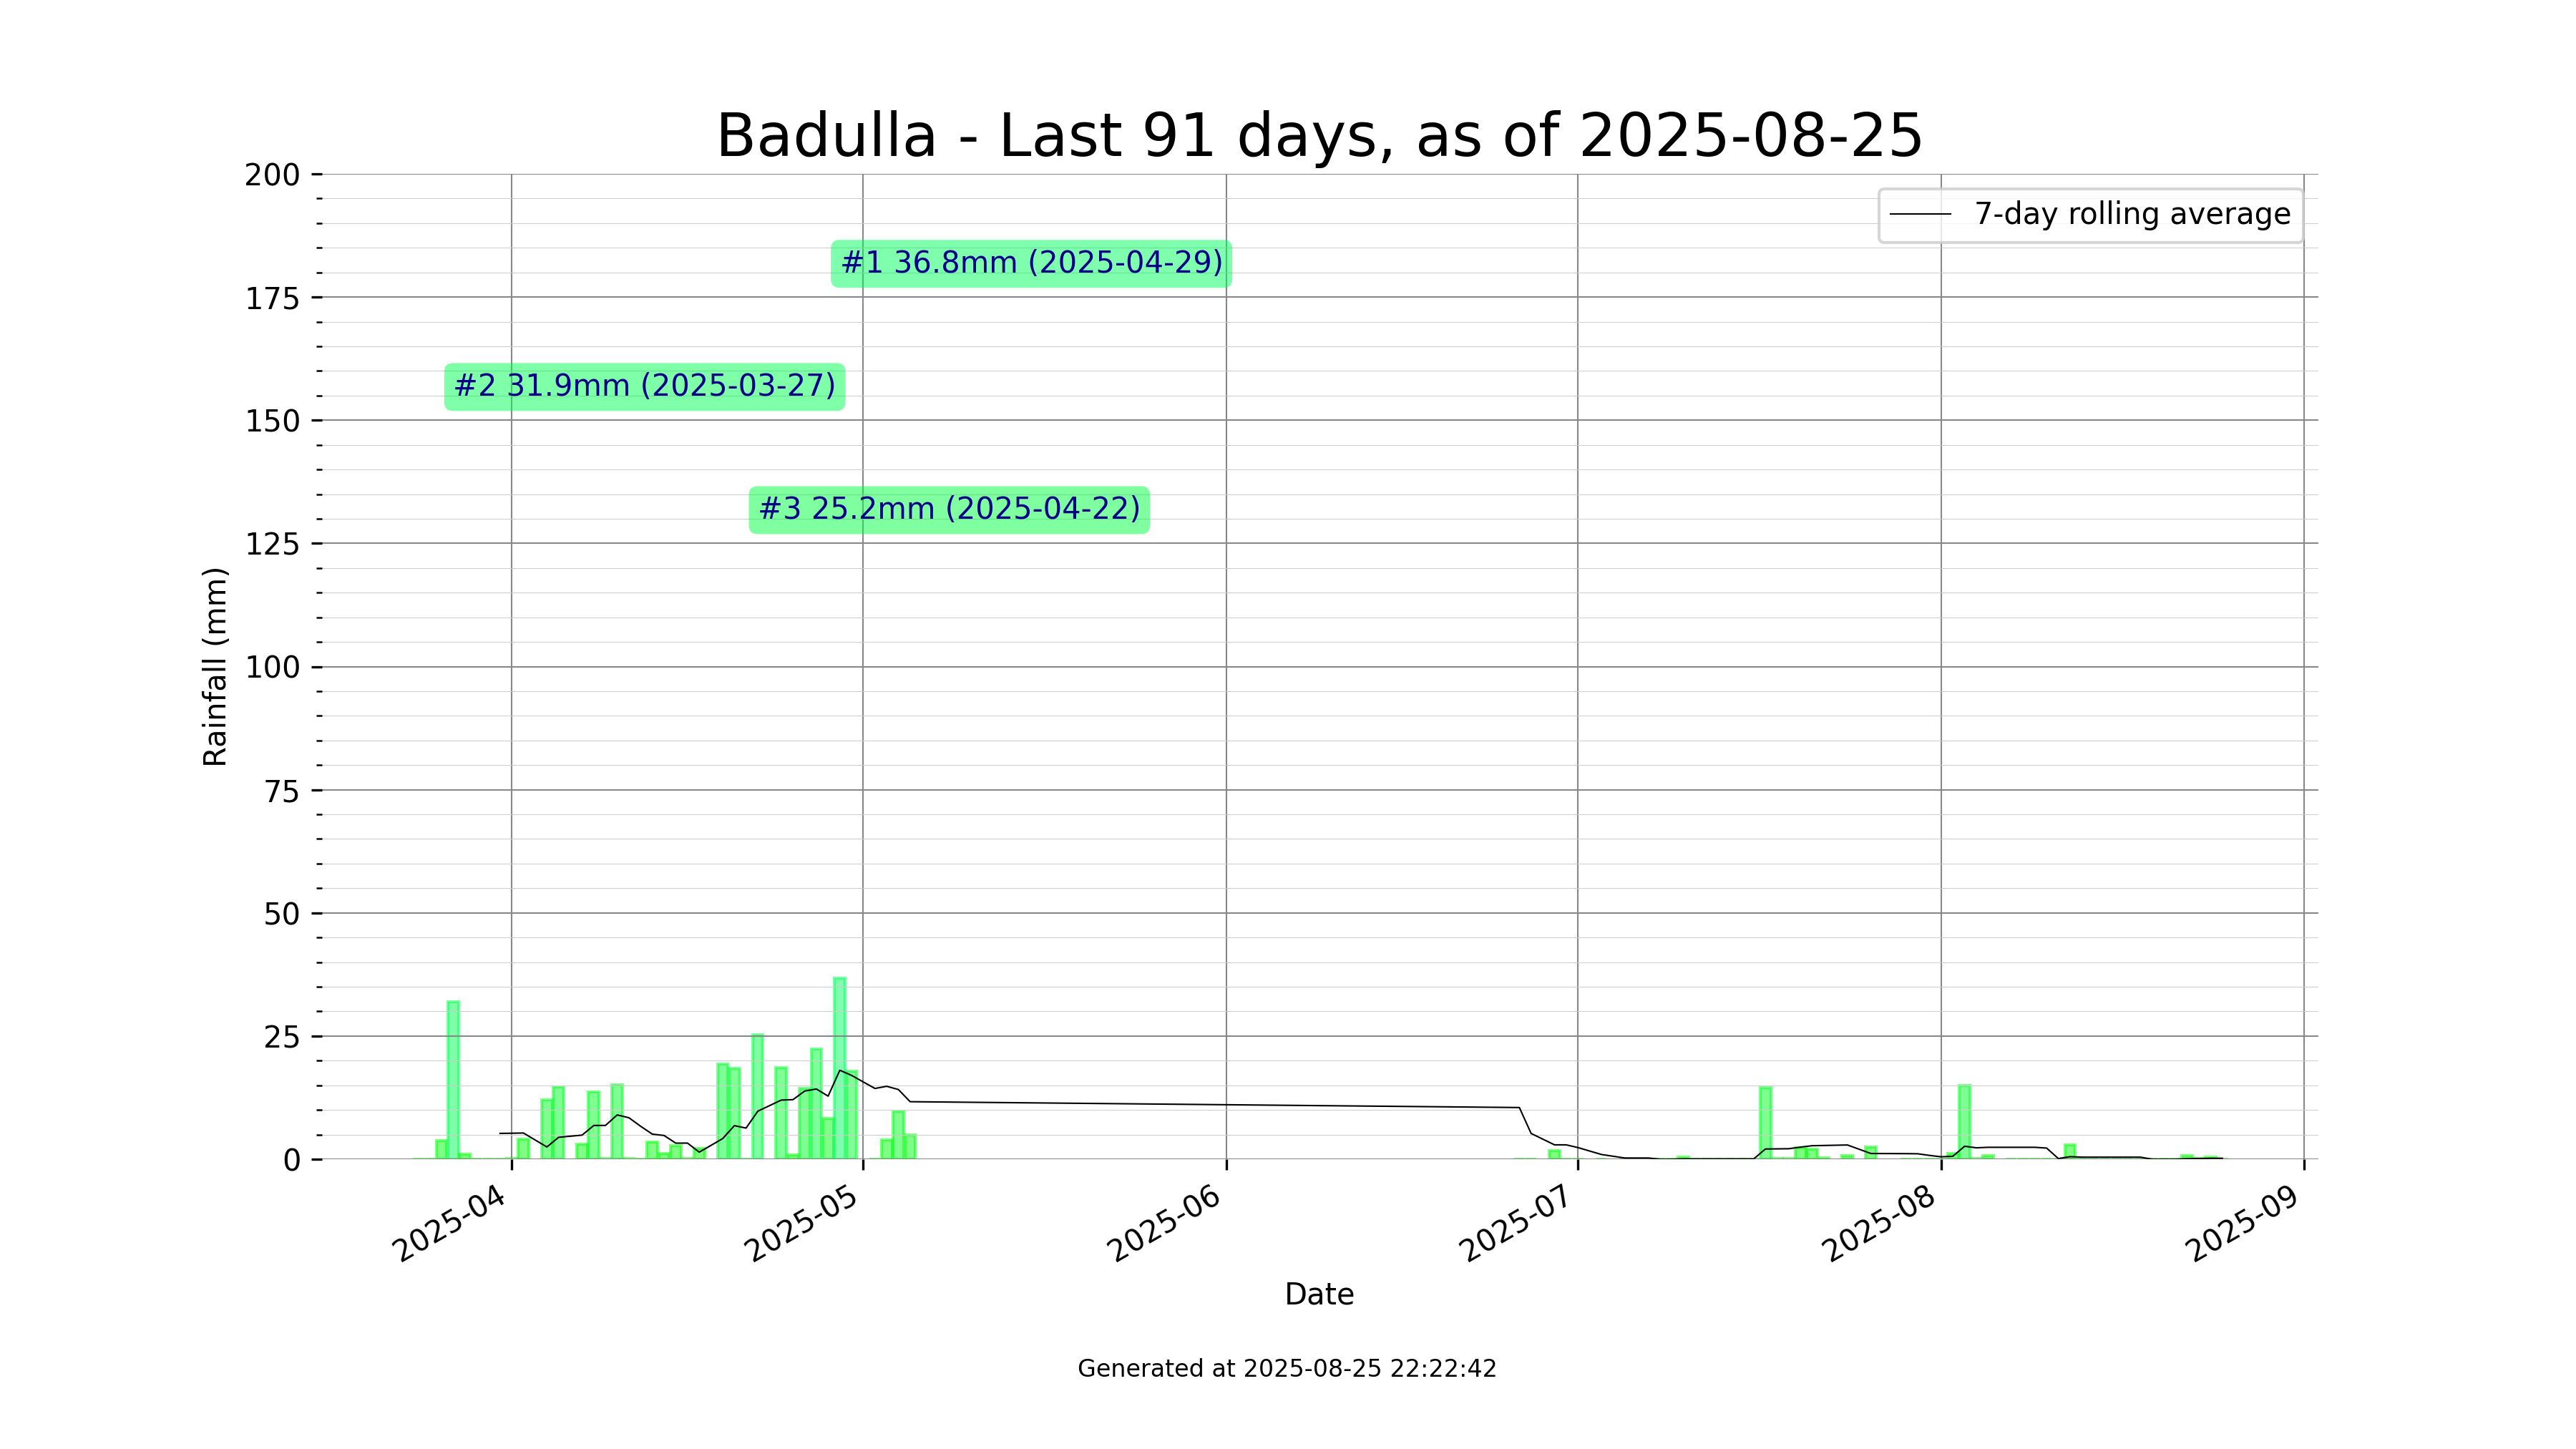 Badulla - Last 91 days, as of 2025-08-25
200
175
150
125
100
75
50
25
0
Rainfall (mm)
7-day rolling average
#1 36.8mm (2025-04-29)
#2 31.9mm (2025-03-27)
#3 25.2mm (2025-04-22)
2025-04
2025-05
2025-06
2025-07
2025-08
2025-09
Date
Generated at 2025-08-25 22:22:42